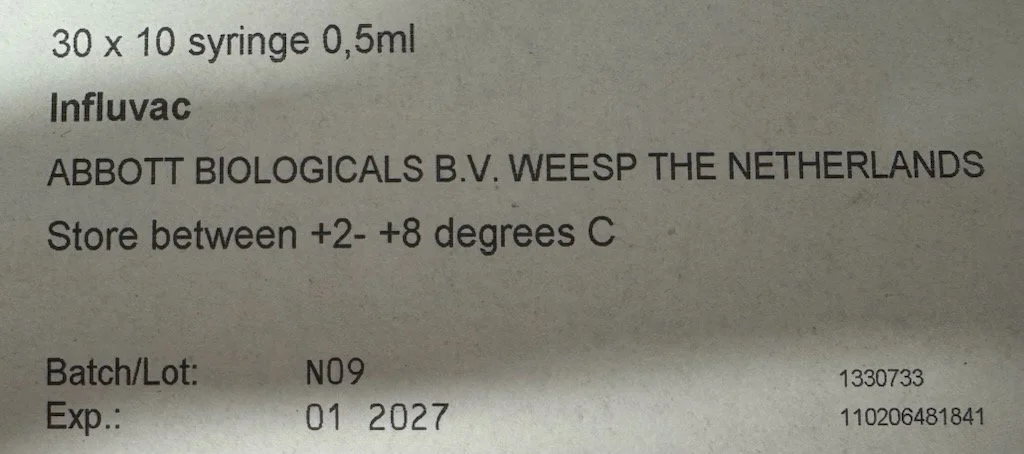 30 x 10 syringe 0,5ml
Influvac
ABBOTT BIOLOGICALS B.V. WEESP THE NETHERLANDS
Store between +2- +8 degrees C
Batch/Lot: N09 1330733
Exp.: 01 2027 110206481841